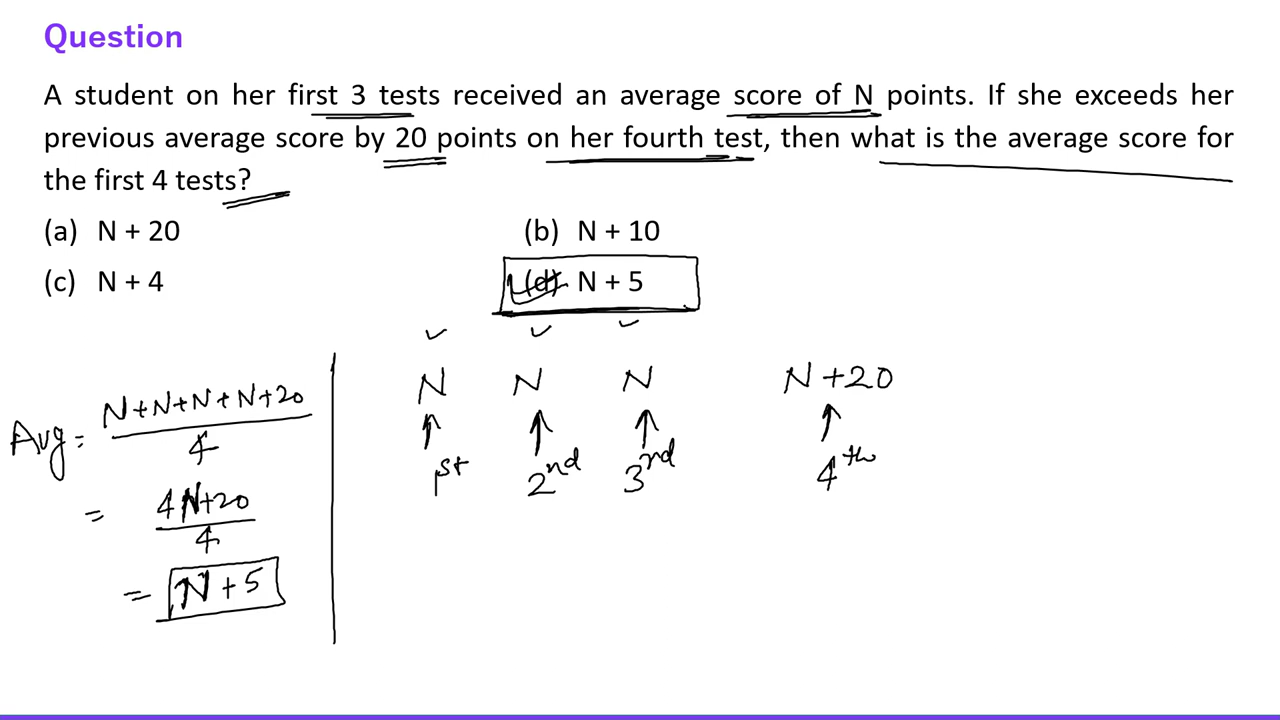 Question
A student on her first 3 tests received an average score of N points. If she exceeds her
previous average score by 20 points on her fourth test, then what is the average score for
the first 4 tests?
(a) N + 20 (b) N + 10
(c) N + 4 (d) N + 5
N N N N + 20
1st 2nd 3rd 4th
Avg = N+N+N+N+20
4
= 4N+20
4
= N + 5